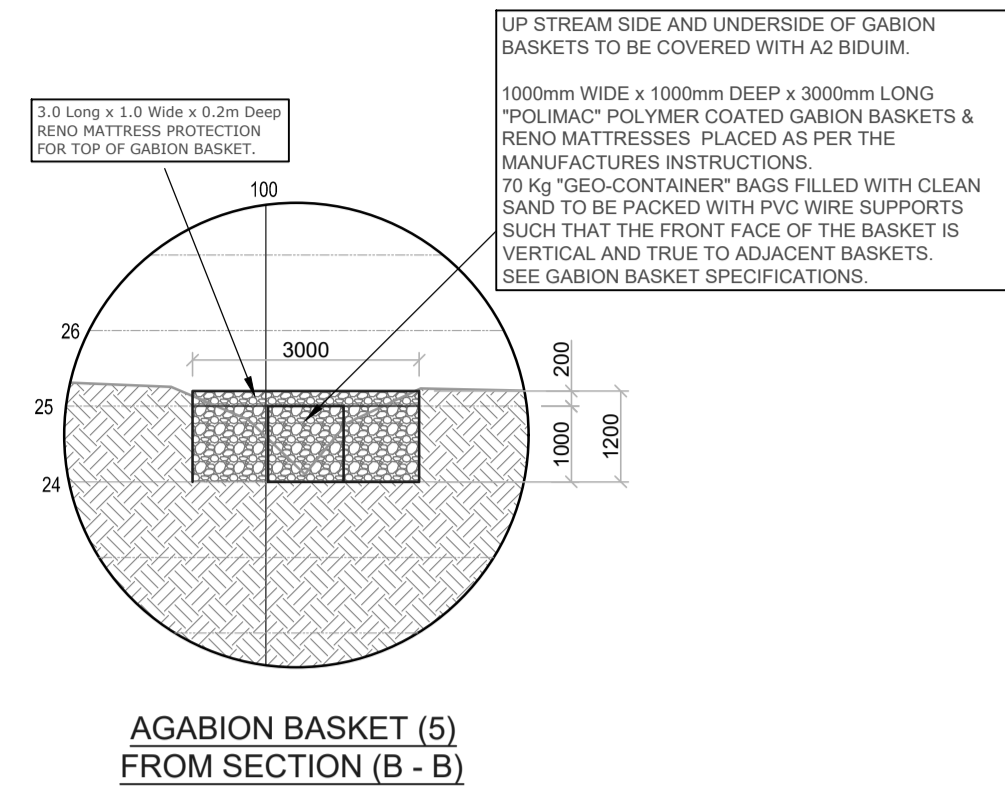 UP STREAM SIDE AND UNDERSIDE OF GABION
BASKETS TO BE COVERED WITH A2 BIDUIM.
1000mm WIDE x 1000mm DEEP x 3000mm LONG
"POLIMAC" POLYMER COATED GABION BASKETS &
RENO MATTRESSES PLACED AS PER THE
MANUFACTURES INSTRUCTIONS.
70 Kg "GEO-CONTAINER" BAGS FILLED WITH CLEAN
SAND TO BE PACKED WITH PVC WIRE SUPPORTS
SUCH THAT THE FRONT FACE OF THE BASKET IS
VERTICAL AND TRUE TO ADJACENT BASKETS.
SEE GABION BASKET SPECIFICATIONS.
3.0 Long x 1.0 Wide x 0.2m Deep
RENO MATTRESS PROTECTION
FOR TOP OF GABION BASKET.
100
26
3000
200
25
1000
1200
24
AGABION BASKET (5)
FROM SECTION (B - B)